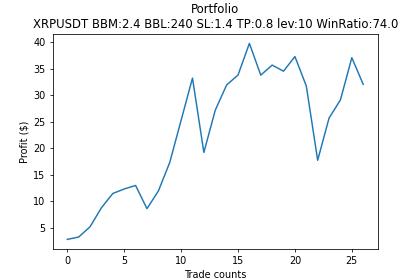 Portfolio
XRPUSDT BBM:2.4 BBL:240 SL:1.4 TP:0.8 lev:10 WinRatio:74.0
40
35
30
25
20
15
10
5
Profit ($)
0 5 10 15 20 25
Trade counts